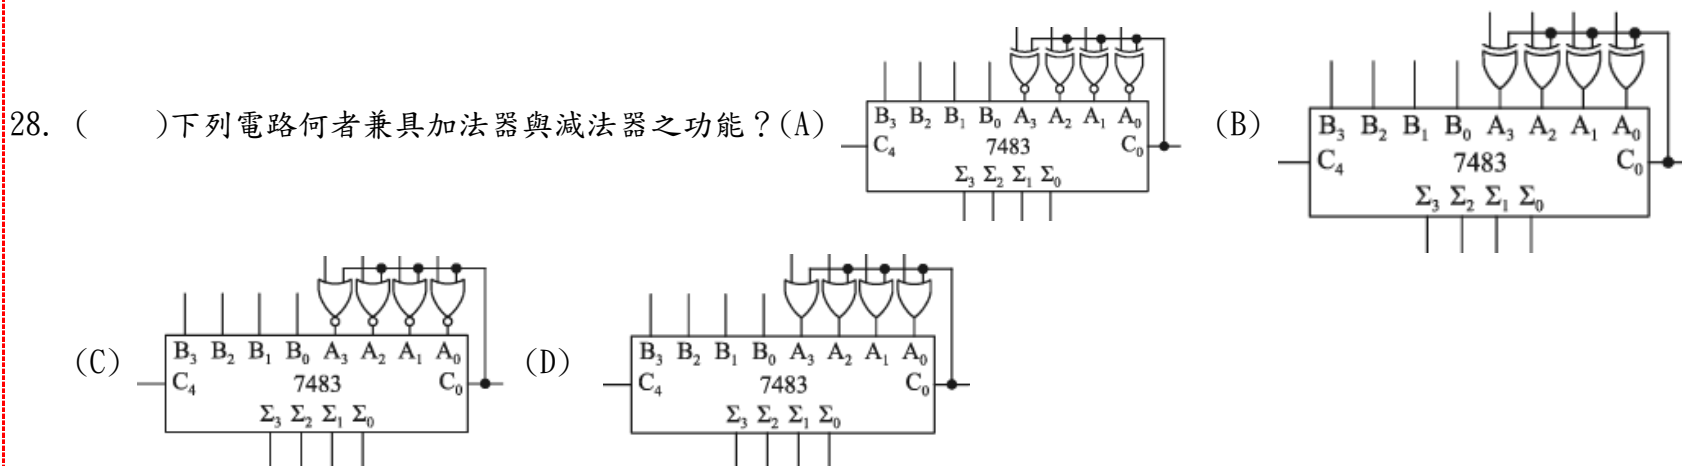 28. (     )下列電路何者兼具加法器與減法器之功能？(A)
B₃ B₂ B₁ B₀ A₃ A₂ A₁ A₀
C₄ 7483 C₀
Σ₃ Σ₂ Σ₁ Σ₀
(B)
B₃ B₂ B₁ B₀ A₃ A₂ A₁ A₀
C₄ 7483 C₀
Σ₃ Σ₂ Σ₁ Σ₀
(C)
B₃ B₂ B₁ B₀ A₃ A₂ A₁ A₀
C₄ 7483 C₀
Σ₃ Σ₂ Σ₁ Σ₀
(D)
B₃ B₂ B₁ B₀ A₃ A₂ A₁ A₀
C₄ 7483 C₀
Σ₃ Σ₂ Σ₁ Σ₀